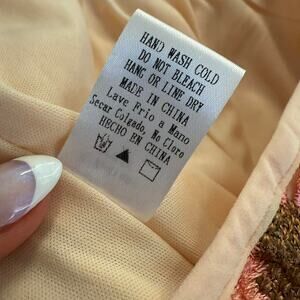 HAND WASH COLD
DO NOT BLEACH
HANG OR LINE DRY
MADE IN CHINA
Lave Frio a Mano
Secar Colgado, No Cloro
HECHO EN CHINA